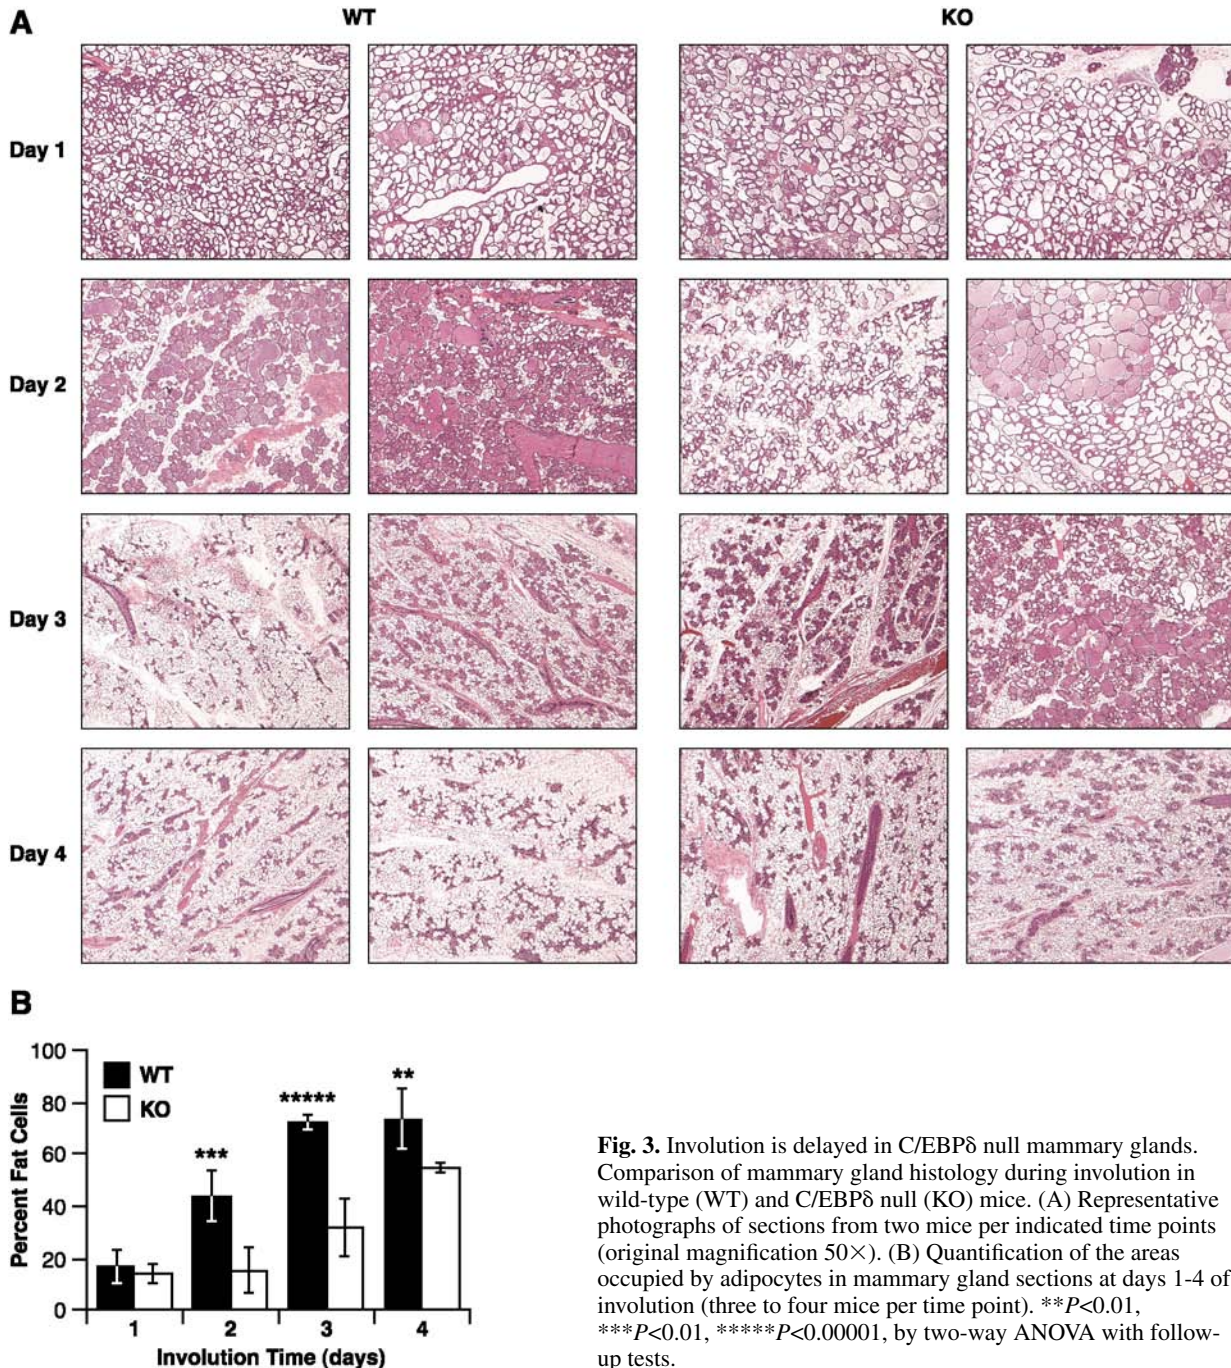 A
WT
KO
Day 1
Day 2
Day 3
Day 4
B
Percent Fat Cells
100
80
60
40
20
0
WT
KO
***
*****
**
1
2
3
4
Involution Time (days)
Fig. 3. Involution is delayed in C/EBPδ null mammary glands.
Comparison of mammary gland histology during involution in
wild-type (WT) and C/EBPδ null (KO) mice. (A) Representative
photographs of sections from two mice per indicated time points
(original magnification 50×). (B) Quantification of the areas
occupied by adipocytes in mammary gland sections at days 1-4 of
involution (three to four mice per time point). **P<0.01,
***P<0.01, *****P<0.00001, by two-way ANOVA with follow-
up tests.